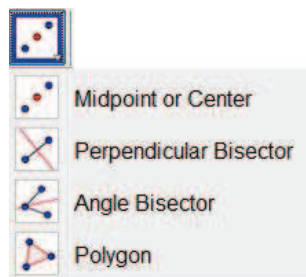 Midpoint or Center
Perpendicular Bisector
Angle Bisector
Polygon